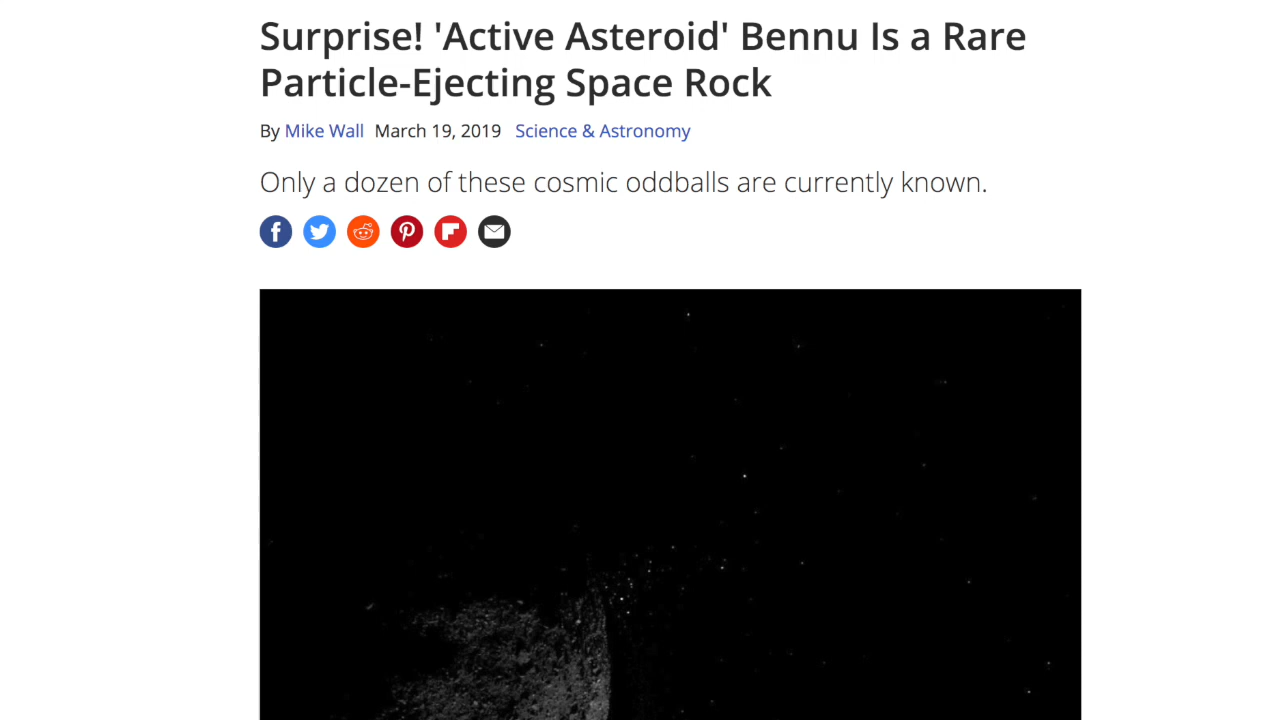 Surprise! 'Active Asteroid' Bennu Is a Rare
Particle-Ejecting Space Rock
By Mike Wall March 19, 2019 Science & Astronomy
Only a dozen of these cosmic oddballs are currently known.